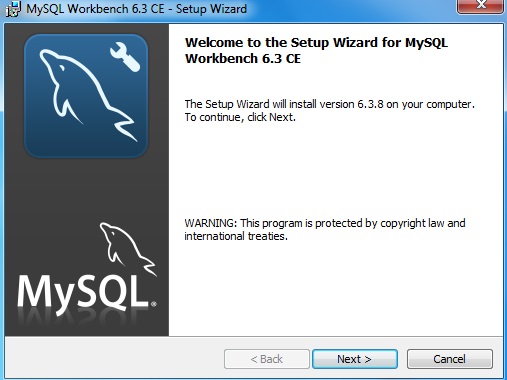 MySQL Workbench 6.3 CE - Setup Wizard
Welcome to the Setup Wizard for MySQL
Workbench 6.3 CE
The Setup Wizard will install version 6.3.8 on your computer.
To continue, click Next.
WARNING: This program is protected by copyright law and
international treaties.
MySQL®
< Back
Next >
Cancel